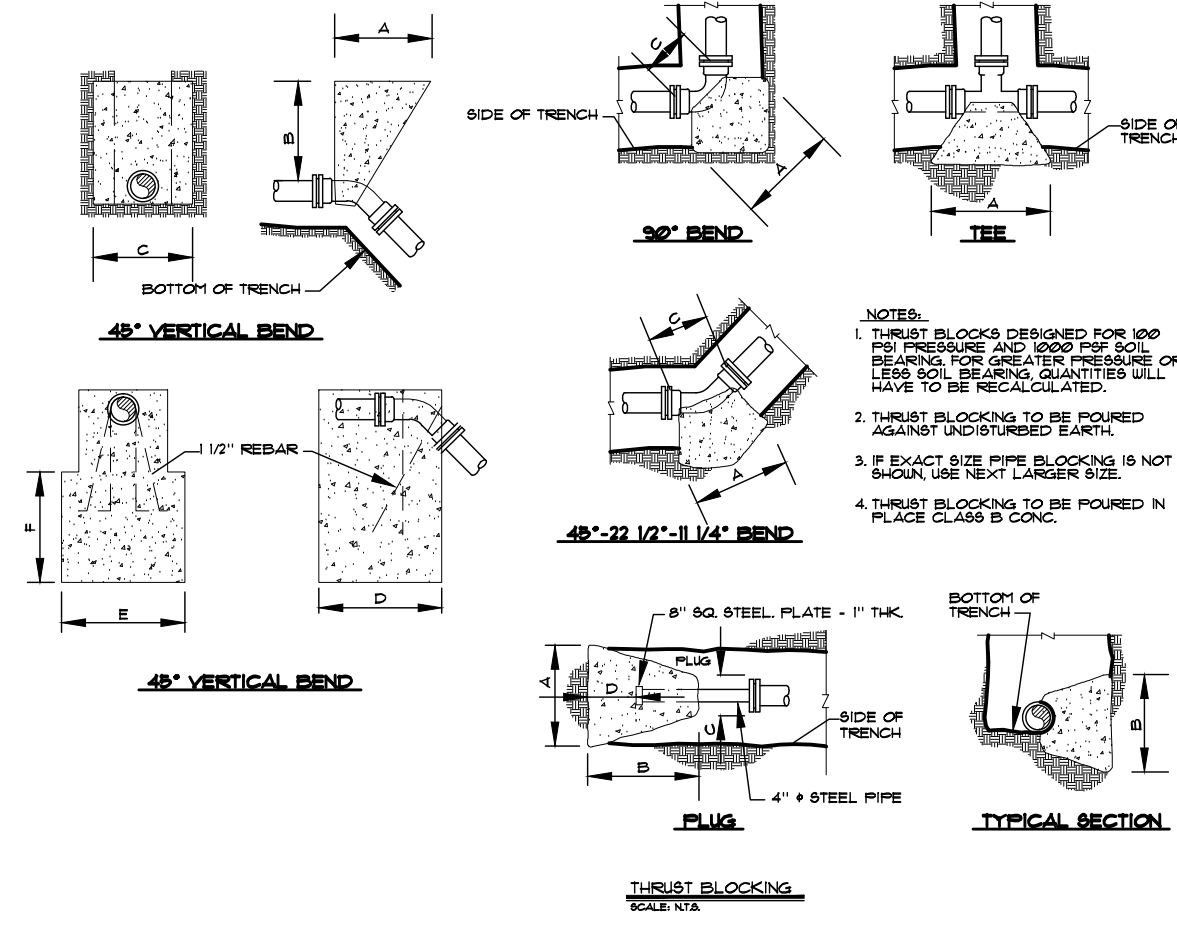 A
B
C
BOTTOM OF TRENCH
45° VERTICAL BEND
C
SIDE OF TRENCH
A
90° BEND
SIDE OF
TRENCH
A
TEE
1 1/2" REBAR
F
E
D
45° VERTICAL BEND
C
A
45°-22 1/2°-11 1/4° BEND
NOTES:
1. THRUST BLOCKS DESIGNED FOR 100
PSI PRESSURE AND 1000 PSF SOIL
BEARING. FOR GREATER PRESSURE OR
LESS SOIL BEARING, QUANTITIES WILL
HAVE TO BE RECALCULATED.
2. THRUST BLOCKING TO BE POURED
AGAINST UNDISTURBED EARTH.
3. IF EXACT SIZE PIPE BLOCKING IS NOT
SHOWN, USE NEXT LARGER SIZE.
4. THRUST BLOCKING TO BE POURED IN
PLACE CLASS B CONC.
8" SQ. STEEL. PLATE - 1" THK.
PLUG
A
D
C
B
SIDE OF
TRENCH
4" ϕ STEEL PIPE
PLUG
BOTTOM OF
TRENCH
B
TYPICAL SECTION
THRUST BLOCKING
SCALE: N.T.S.